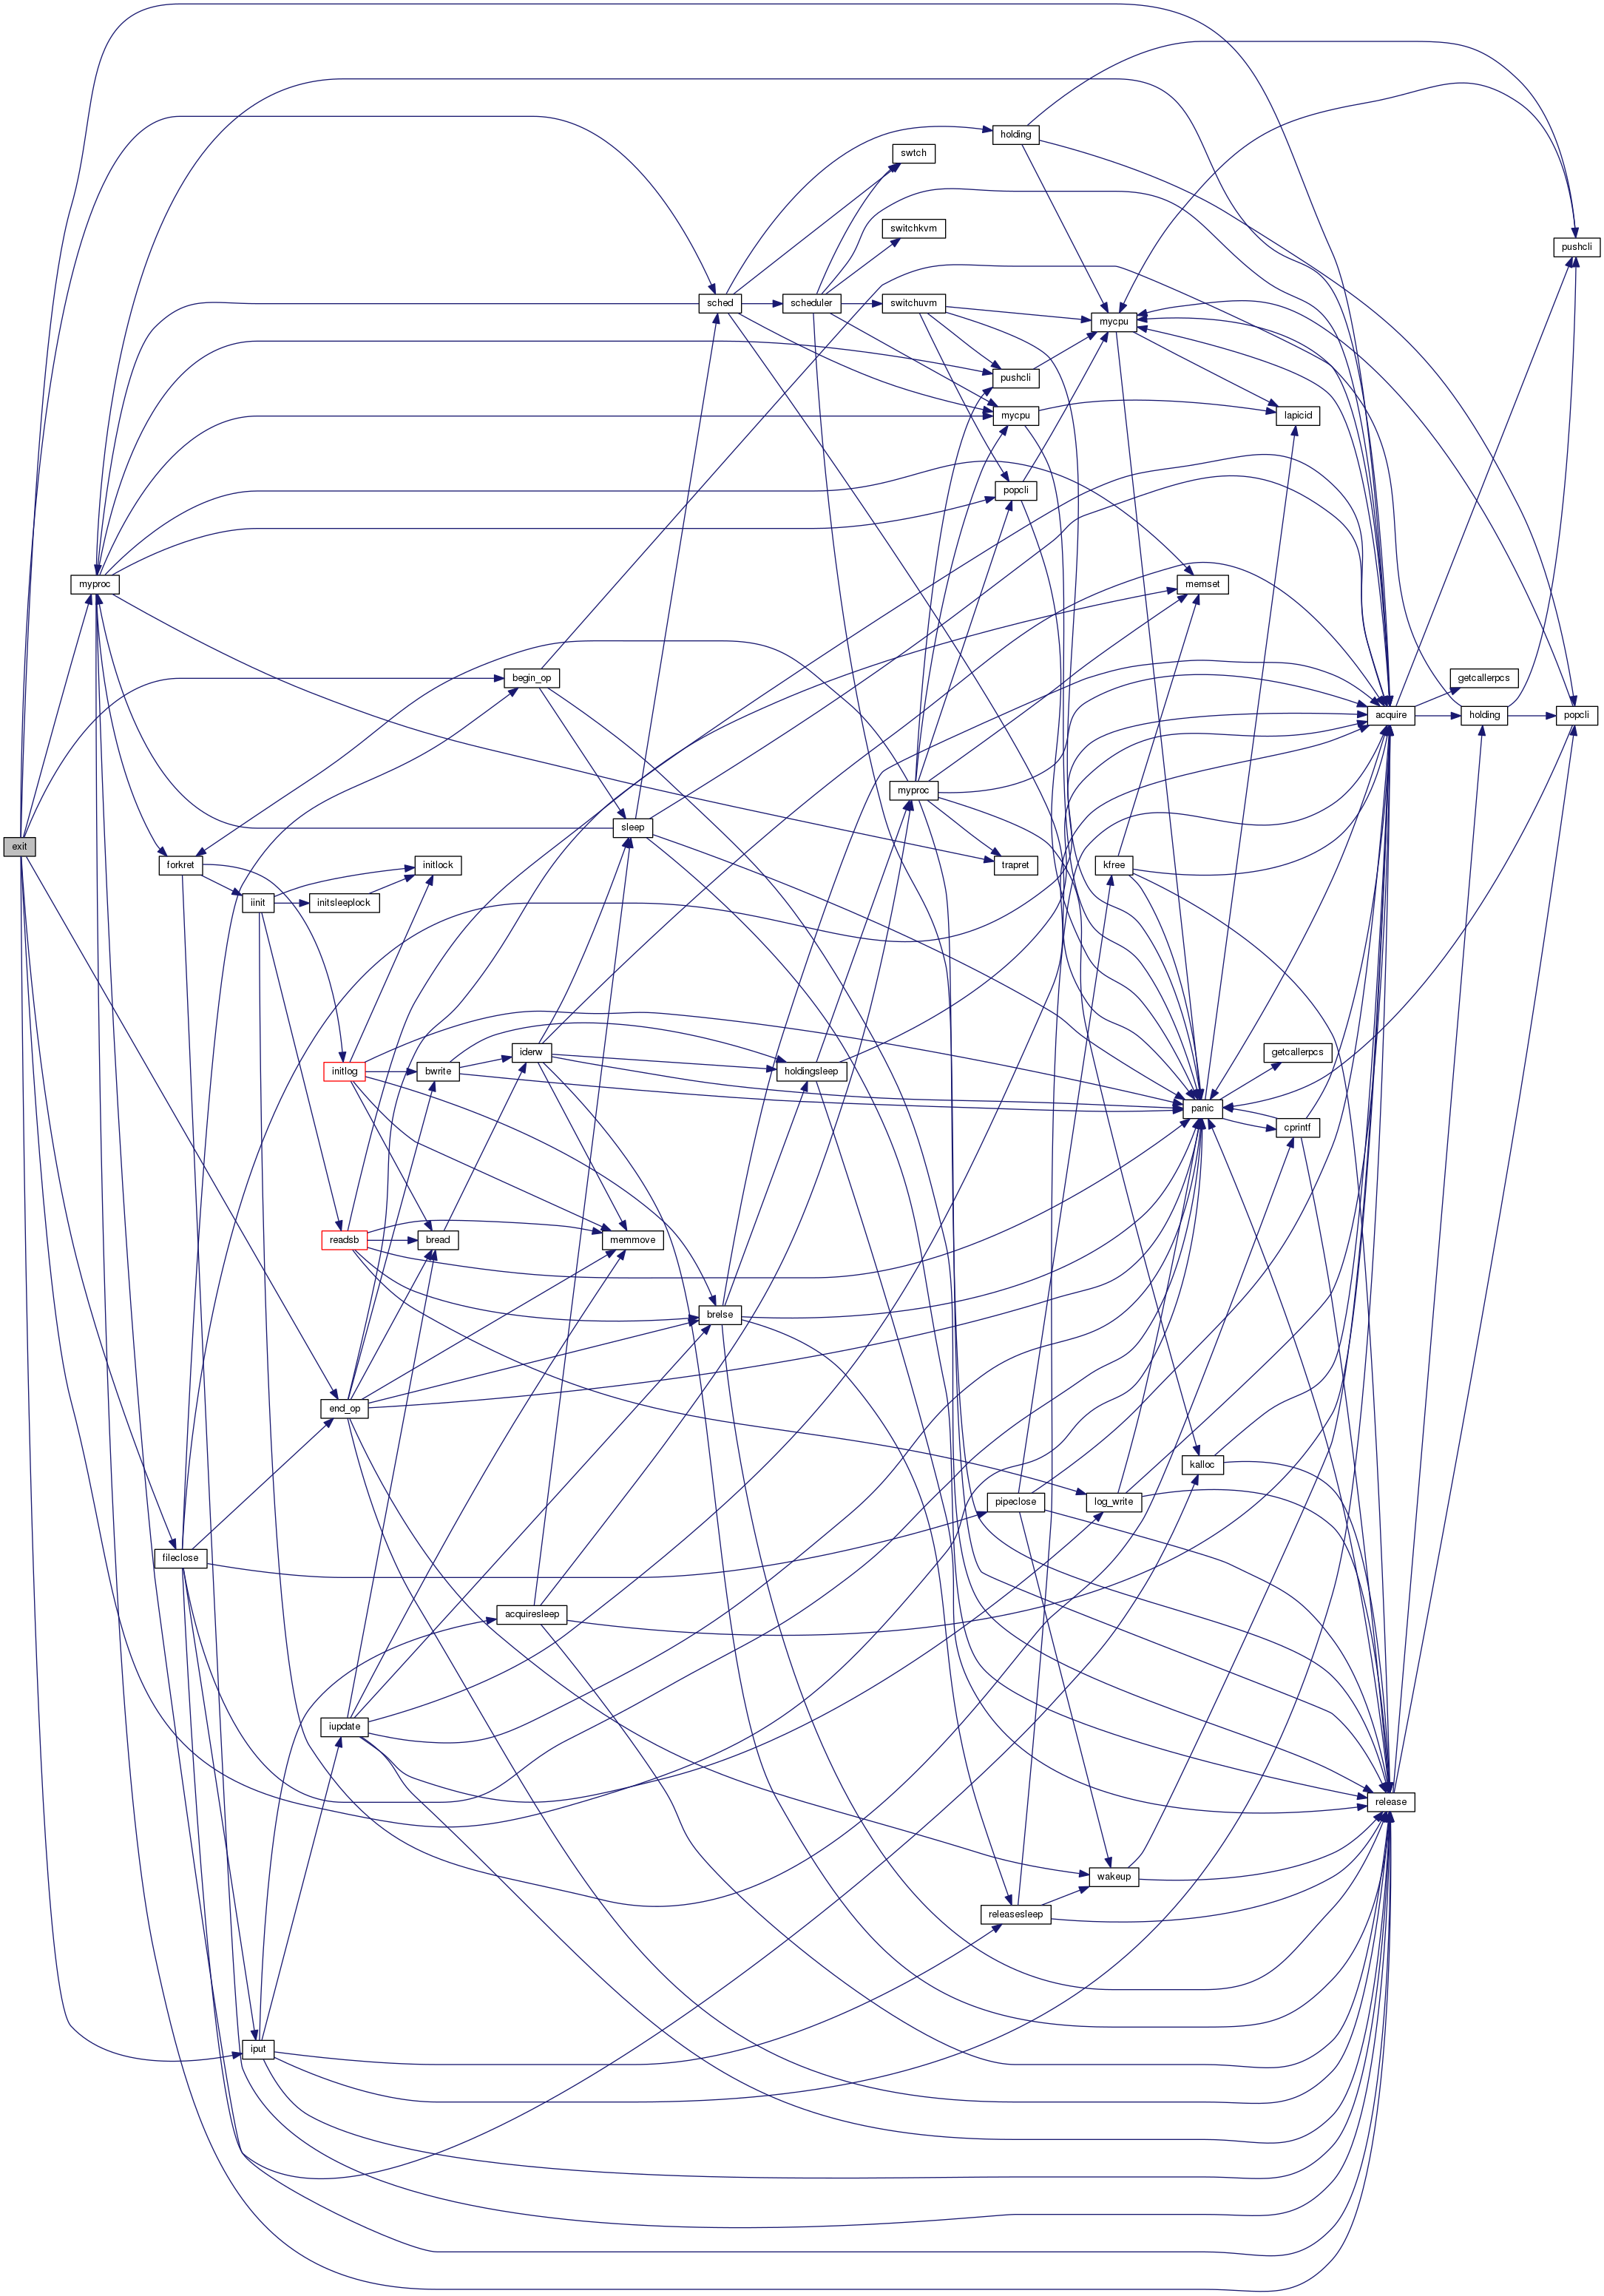 holding
swtch
switchkvm
pushcli
sched
scheduler
switchuvm
mycpu
pushcli
mycpu
lapicid
popcli
myproc
memset
begin_op
getcallerpcs
acquire
holding
popcli
myproc
sleep
exit
forkret
initlock
trapret
kfree
iinit
initsleeplock
iderw
getcallerpcs
initlog
bwrite
holdingsleep
panic
cprintf
readsb
bread
memmove
brelse
end_op
kalloc
pipeclose
log_write
fileclose
acquiresleep
iupdate
release
wakeup
releasesleep
iput